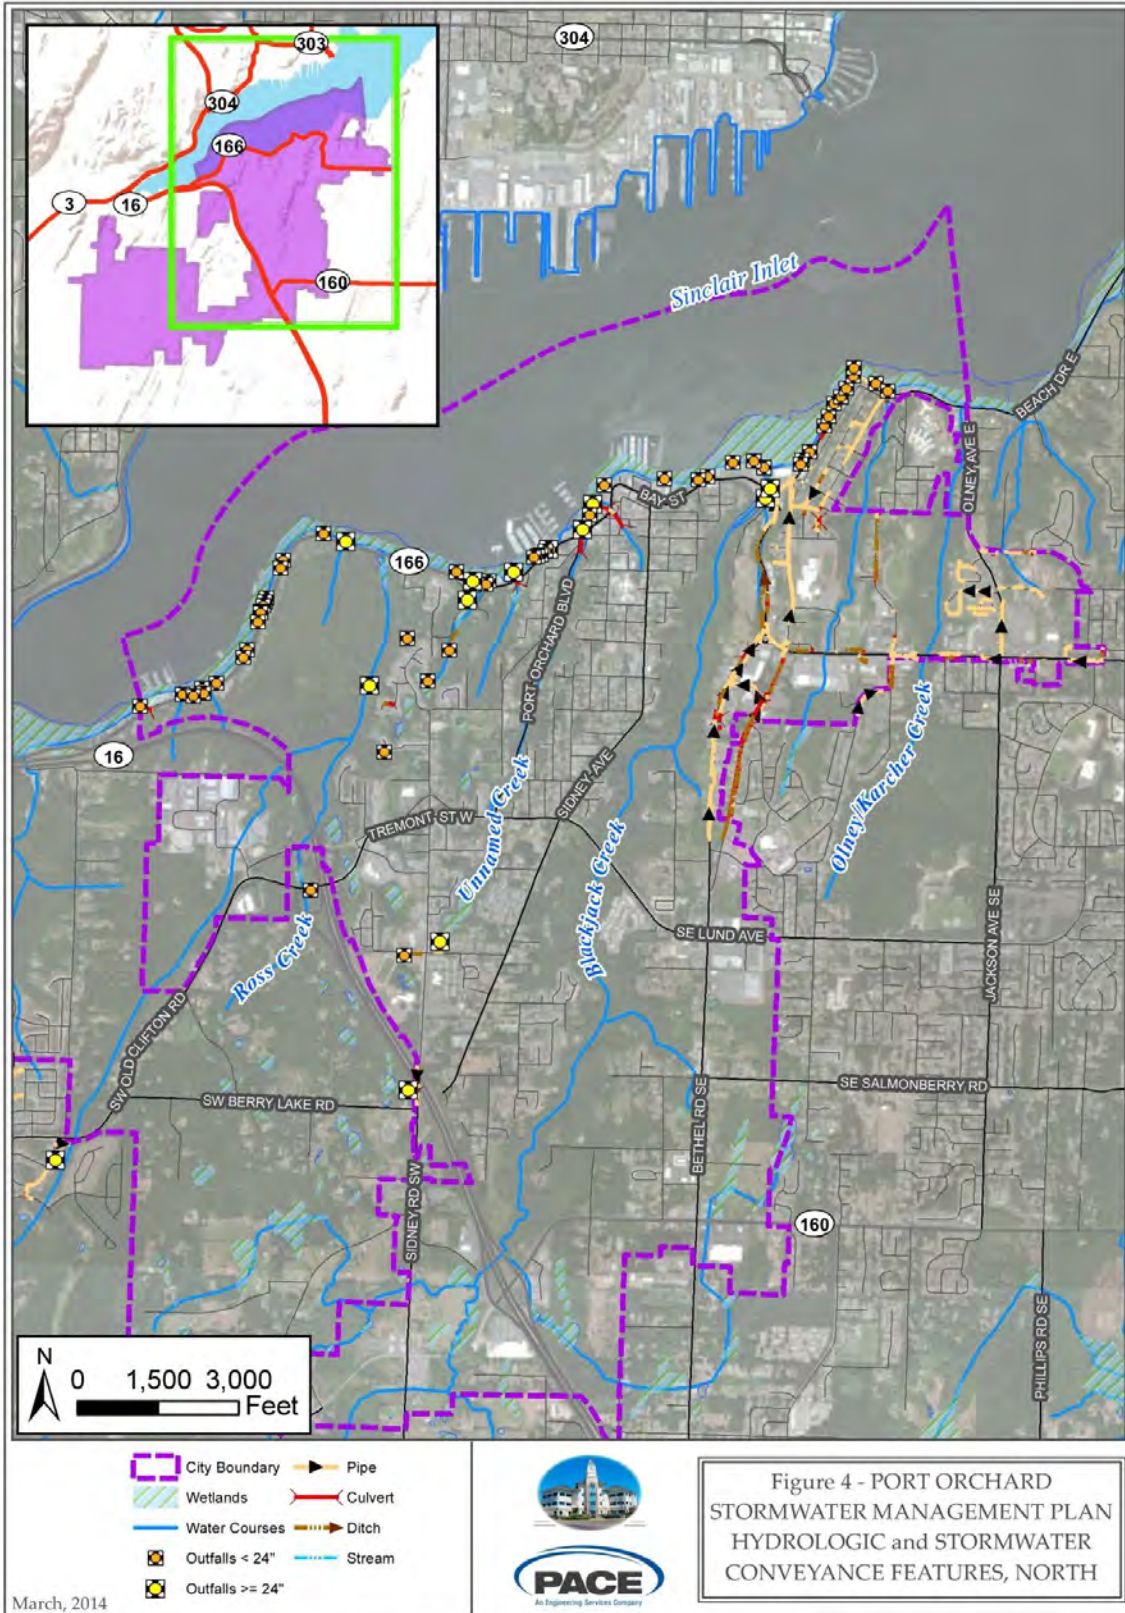 304
303
304
166
3
16
160
Sinclair Inlet
BEACH DR E
OLNEY AVE E
BAY ST
166
PORT ORCHARD BLVD
16
SIDNEY AVE
TREMONT ST W
Unnamed Creek
Olney/Karcher Creek
Blackjack Creek
SE LUND AVE
JACKSON AVE SE
Ross Creek
SW OLD CLIFTON RD
SE SALMONBERRY RD
SW BERRY LAKE RD
BETHEL RD SE
SIDNEY RD SW
160
PHILLIPS RD SE
N
0 1,500 3,000
Feet
City Boundary
Wetlands
Water Courses
Outfalls < 24"
Outfalls >= 24"
Pipe
Culvert
Ditch
Stream
March, 2014
PACE
An Engineering Services Company
Figure 4 - PORT ORCHARD
STORMWATER MANAGEMENT PLAN
HYDROLOGIC and STORMWATER
CONVEYANCE FEATURES, NORTH